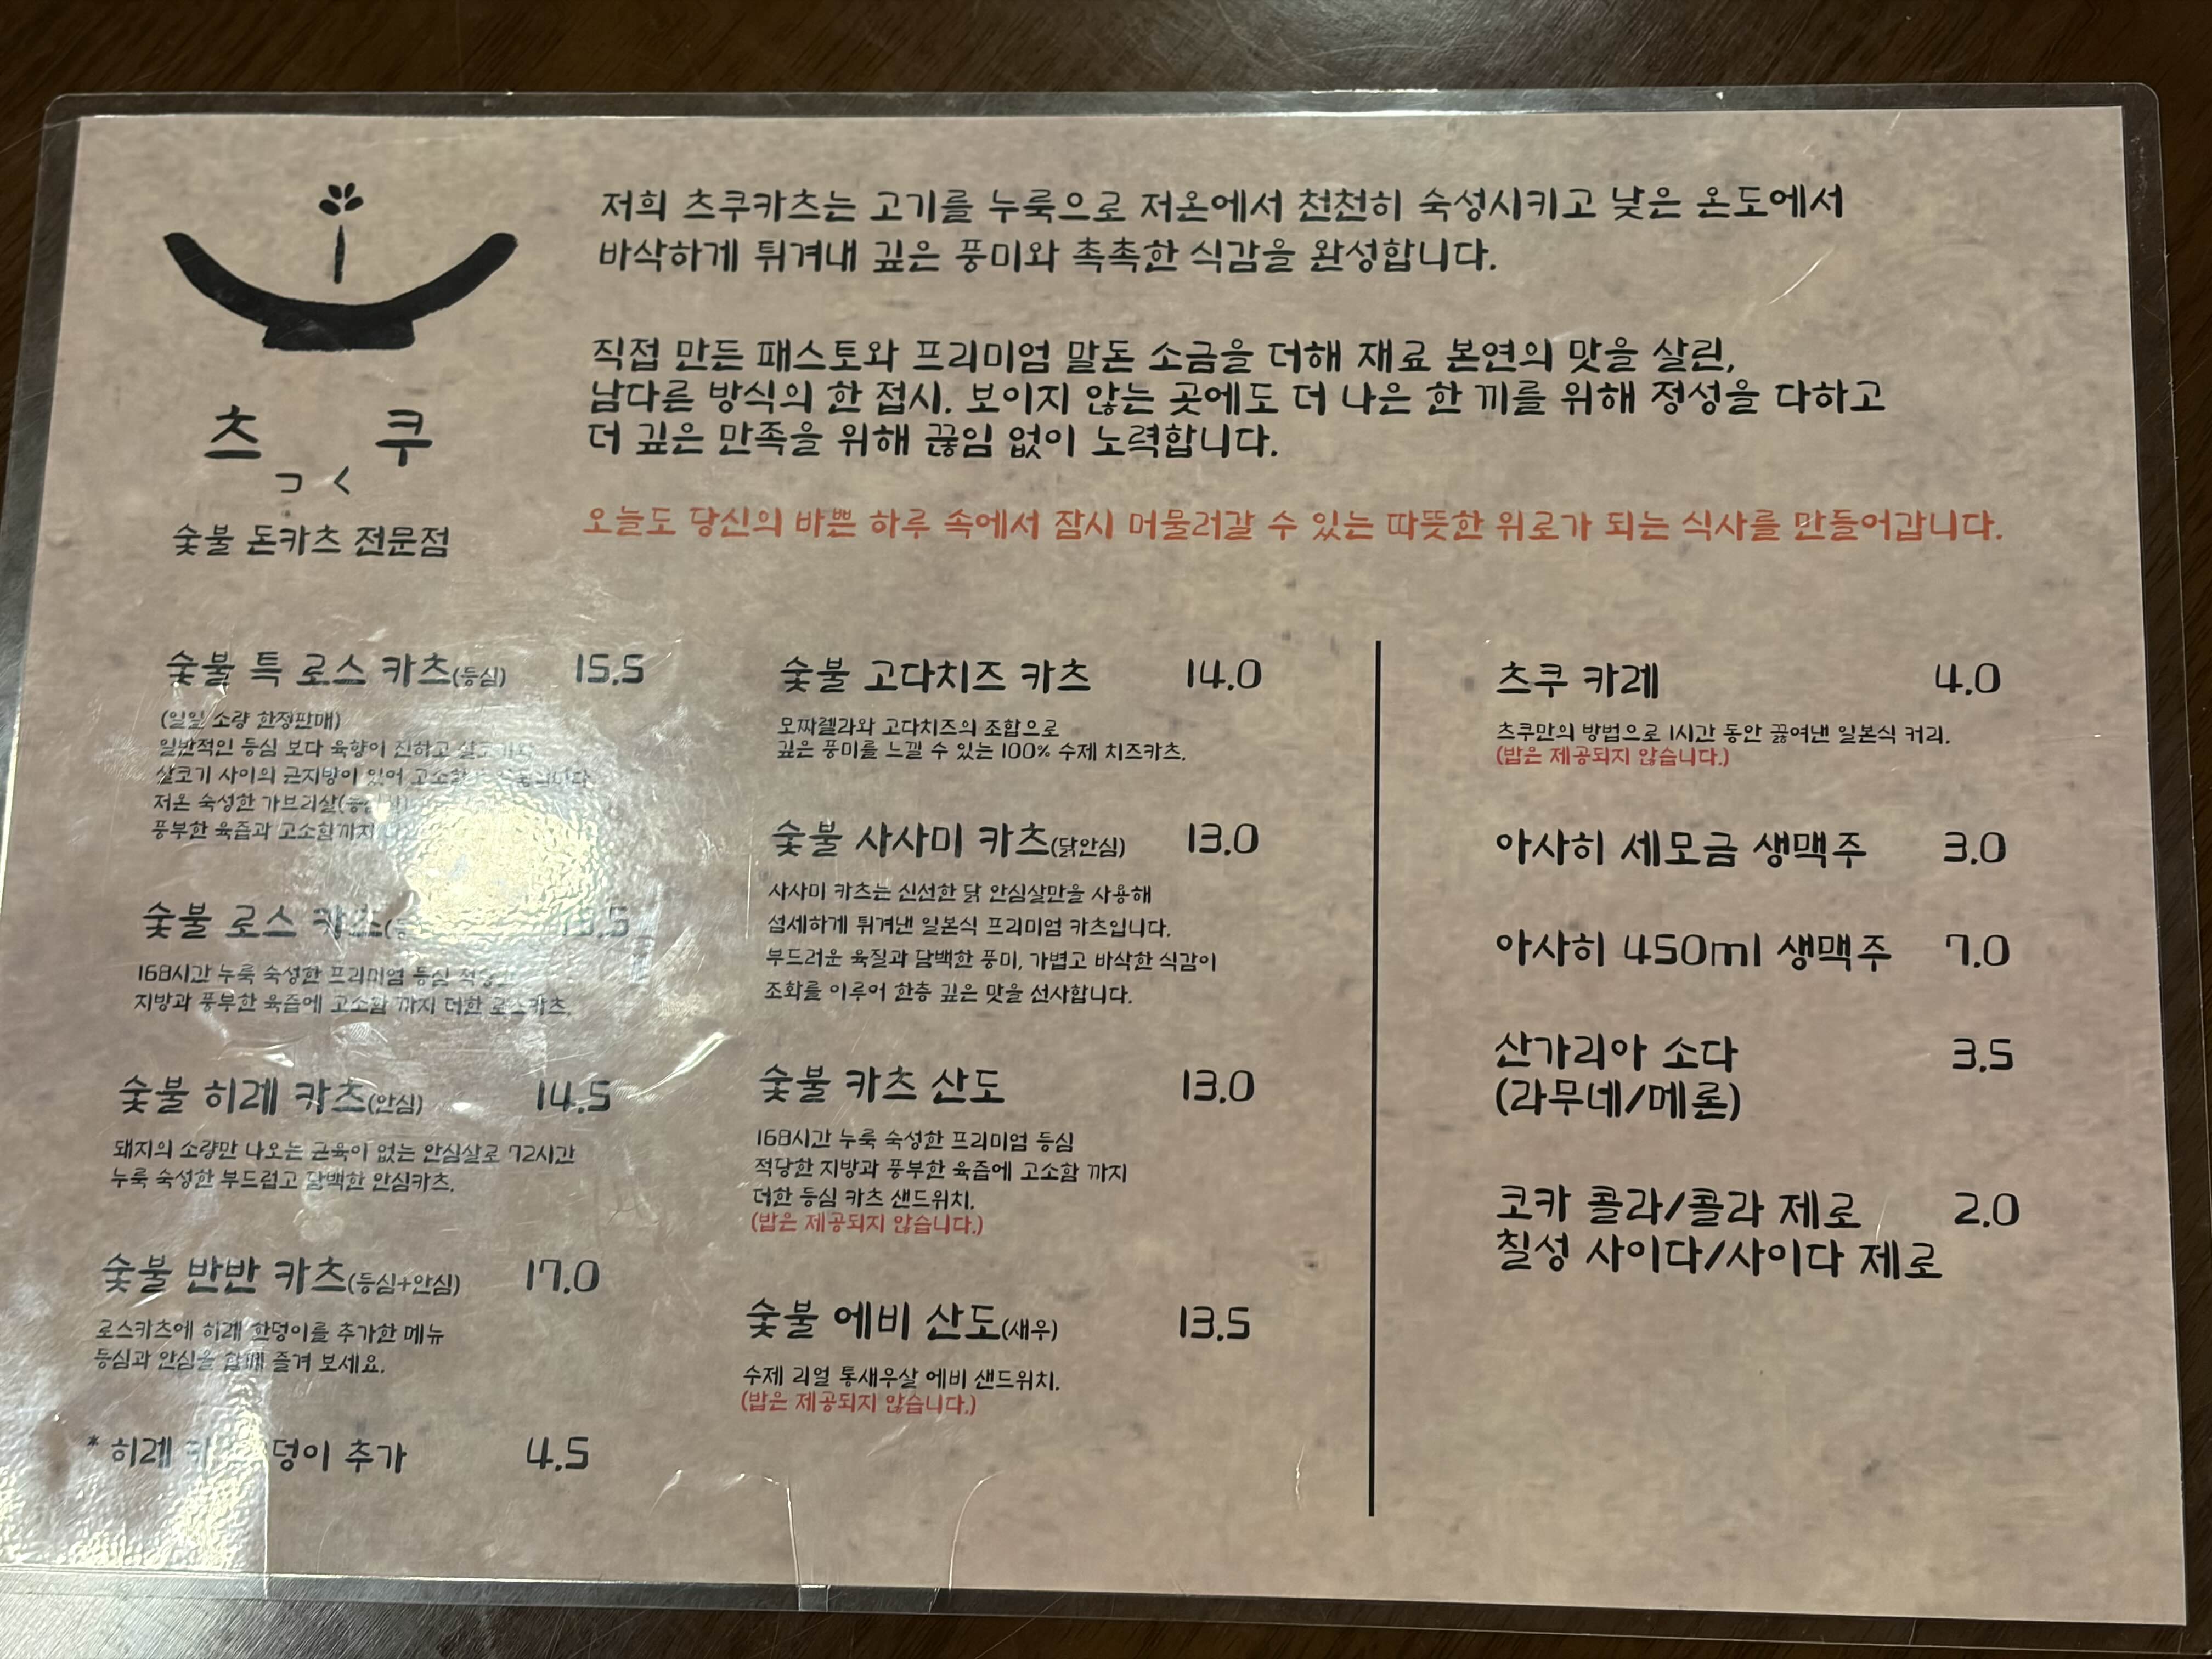 츠 쿠
ㄱ ㅅ
숯불 돈카츠 전문점
저희 츠쿠카츠는 고기를 누룩으로 저온에서 천천히 숙성시키고 낮은 온도에서
바삭하게 튀겨내 깊은 풍미와 촉촉한 식감을 완성합니다.
직접 만든 패스토와 프리미엄 말돈 소금을 더해 재료 본연의 맛을 살린,
남다른 방식의 한 접시. 보이지 않는 곳에도 더 나은 한 끼를 위해 정성을 다하고
더 깊은 만족을 위해 끊임 없이 노력합니다.
오늘도 당신의 바쁜 하루 속에서 잠시 머물러갈 수 있는 따뜻한 위로가 되는 식사를 만들어갑니다.
숯불 특 로스 카츠(등심) 15.5
(일일 소량 한정판매)
일반적인 등심 보다 육향이 진하고
살코기 사이의 근지방이 있어
저온 숙성한 가브리살
풍부한 육즙과 고소함까지
숯불 로스 카츠
168시간 누룩 숙성한 프리미엄 등심
지방과 풍부한 육즙에 고소함 까지 더한 로스카츠.
숯불 히레 카츠(안심) 14.5
돼지의 소량만 나오는 근육이 없는 안심살로 72시간
누룩 숙성한 부드럽고 담백한 안심카츠.
숯불 반반 카츠(등심+안심) 17.0
로스카츠에 히레 한덩이를 추가한 메뉴
등심과 안심을 함께 즐겨 보세요.
* 히레 덩이 추가 4.5
숯불 고다치즈 카츠 14.0
모짜렐라와 고다치즈의 조합으로
깊은 풍미를 느낄 수 있는 100% 수제 치즈카츠.
숯불 사사미 카츠(닭안심) 13.0
사사미 카츠는 신선한 닭 안심살만을 사용해
섬세하게 튀겨낸 일본식 프리미엄 카츠입니다.
부드러운 육질과 담백한 풍미, 가볍고 바삭한 식감이
조화를 이루어 한층 깊은 맛을 선사합니다.
숯불 카츠 산도 13.0
168시간 누룩 숙성한 프리미엄 등심
적당한 지방과 풍부한 육즙에 고소함 까지
더한 등심 카츠 샌드위치.
(밥은 제공되지 않습니다.)
숯불 에비 산도(새우) 13.5
수제 리얼 통새우살 에비 샌드위치.
(밥은 제공되지 않습니다.)
츠쿠 카레 4.0
츠쿠만의 방법으로 1시간 동안 끓여낸 일본식 커리.
(밥은 제공되지 않습니다.)
아사히 세모금 생맥주 3.0
아사히 450ml 생맥주 7.0
산가리아 소다 3.5
(라무네/메론)
코카 콜라/콜라 제로 2.0
칠성 사이다/사이다 제로